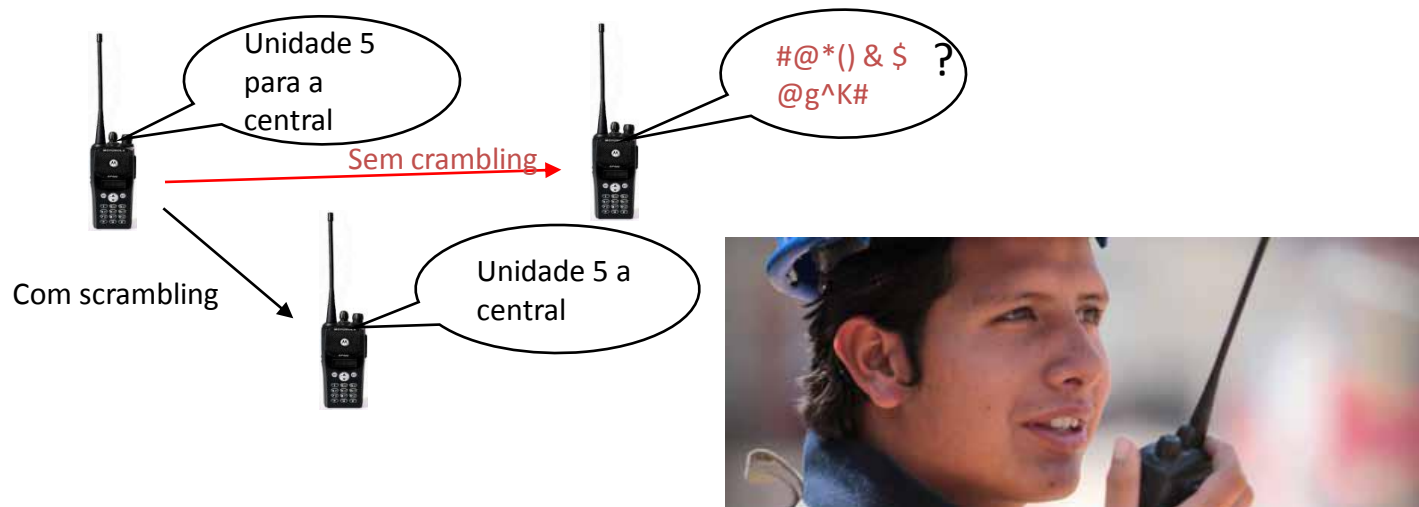 Unidade 5
para a
central
#@*() & $ ?
@g^K#
Sem crambling
Com scrambling
Unidade 5 a
central